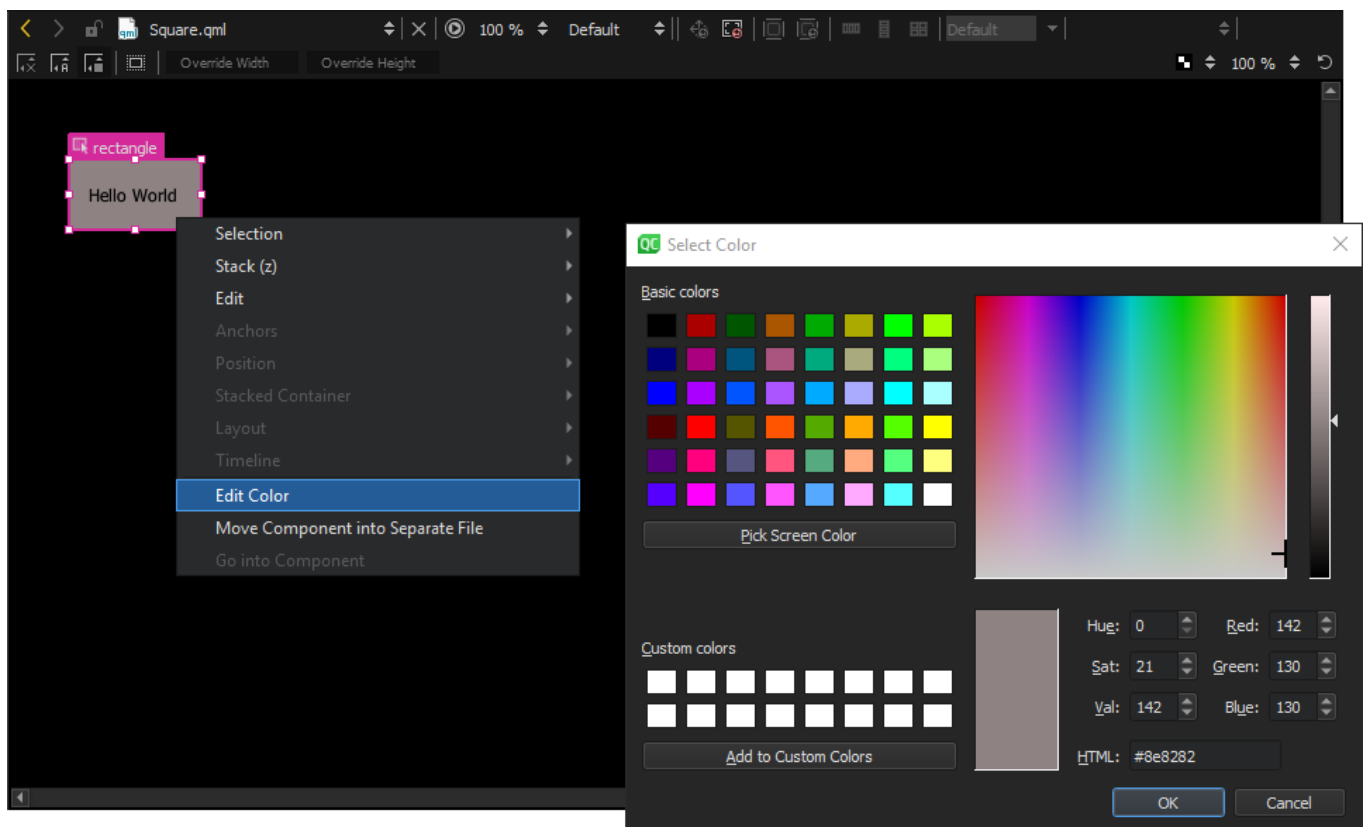 qml Square.qml 100 % Default Default
Override Width Override Height 100 %
rectangle
Hello World
Selection
Stack (z)
Edit
Anchors
Position
Stacked Container
Layout
Timeline
Edit Color
Move Component into Separate File
Go into Component
QC Select Color
Basic colors
Pick Screen Color
Custom colors
Add to Custom Colors
Hue: 0 Red: 142
Sat: 21 Green: 130
Val: 142 Blue: 130
HTML: #8e8282
OK Cancel